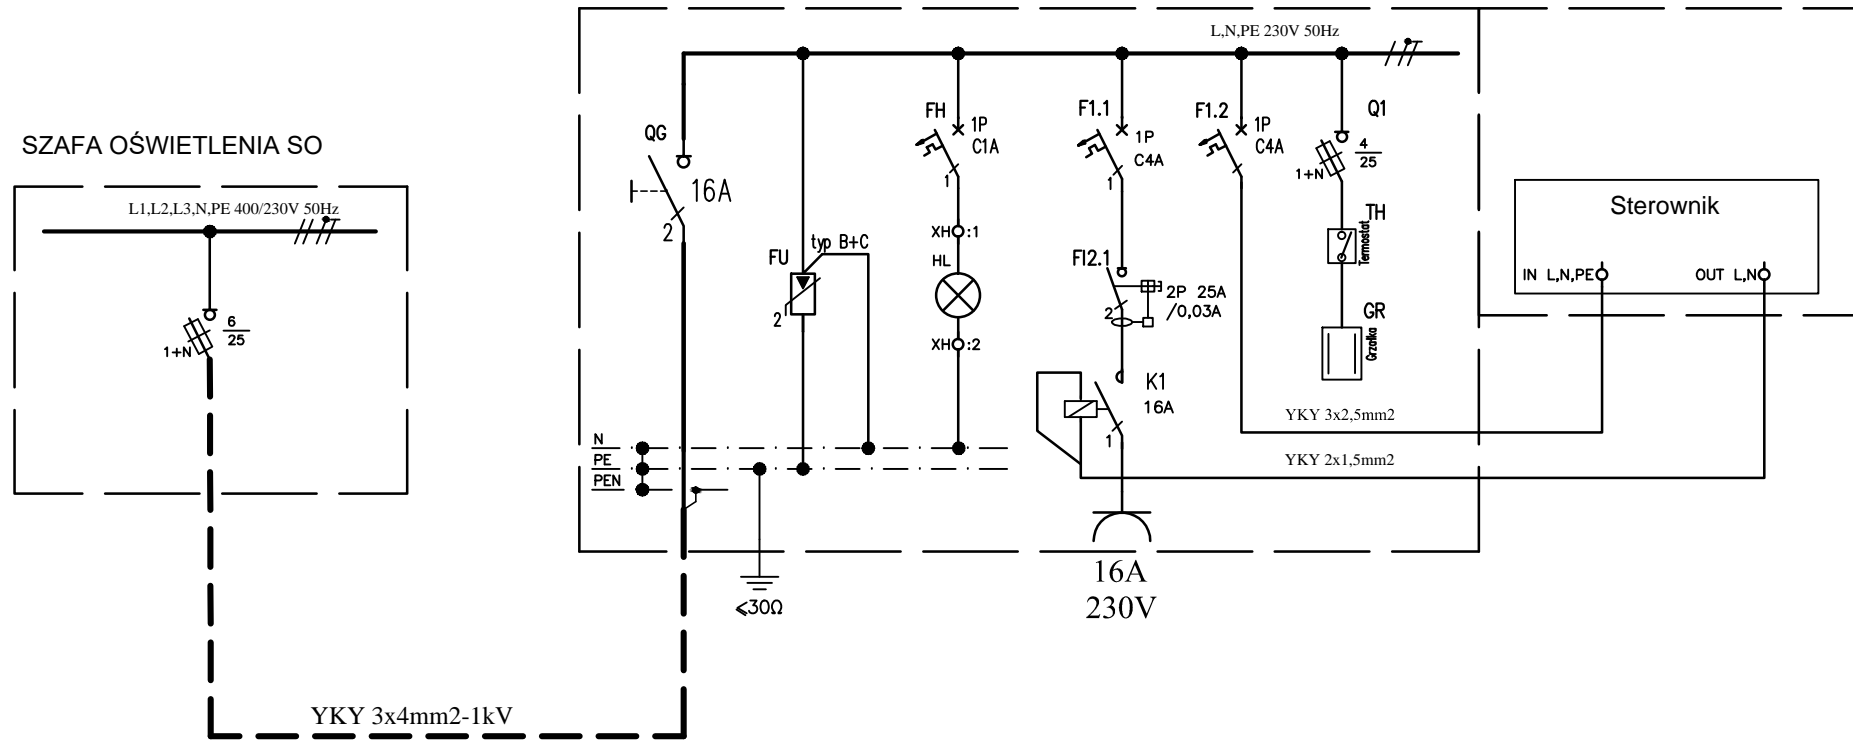 SZAFA OŚWIETLENIA SO
L1,L2,L3,N,PE 400/230V 50Hz
6
25
1+N
YKY 3x4mm2-1kV
L,N,PE 230V 50Hz
QG
16A
2
FU
typ B+C
2
FH
1P
C1A
1
XH :1
HL
XH :2
F1.1
1P
C4A
1
FI2.1
2P 25A
/0,03A
2
K1
16A
1
16A
230V
F1.2
1P
C4A
Q1
4
25
1+N
TH
Termostat
GR
Grzałka
N
PE
PEN
⩽30Ω
YKY 3x2,5mm2
YKY 2x1,5mm2
Sterownik
IN L,N,PE
OUT L,N